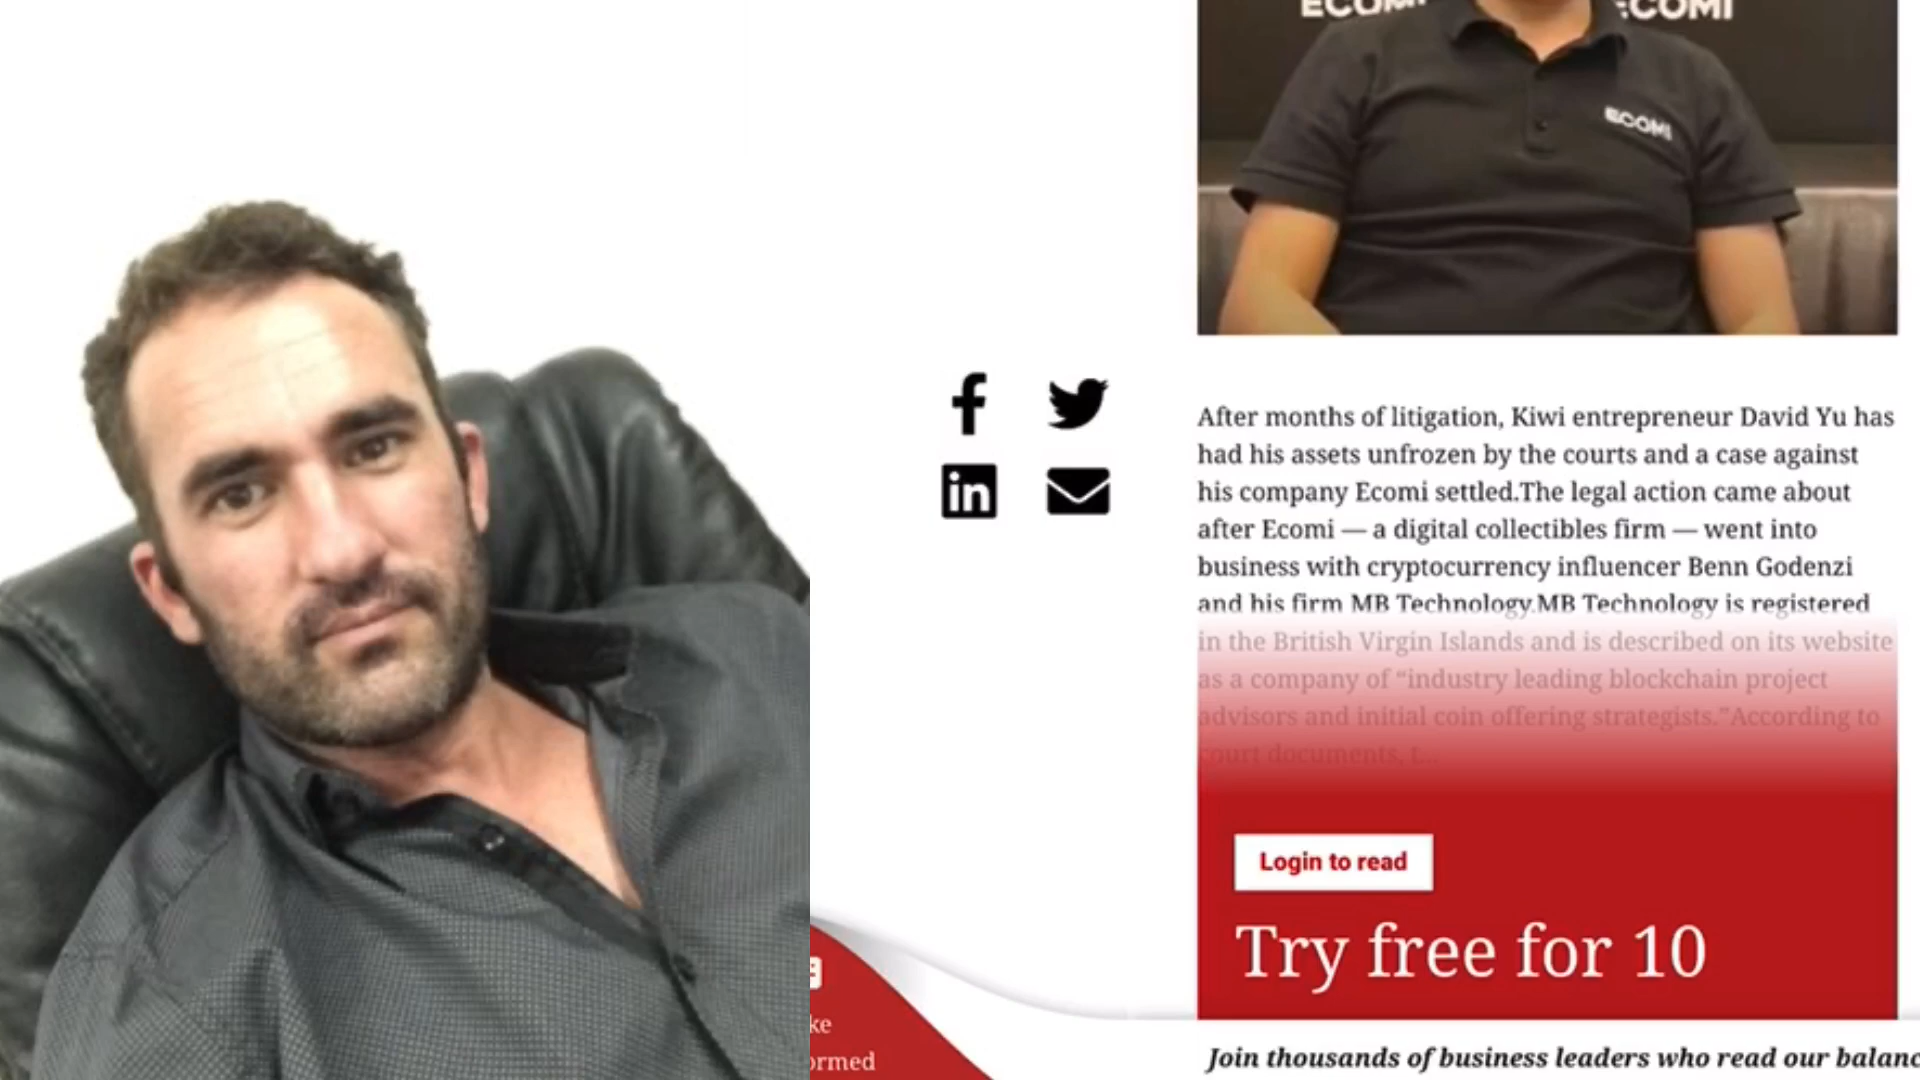 ECOMI
ECOMI
ECOMI
in
After months of litigation, Kiwi entrepreneur David Yu has
had his assets unfrozen by the courts and a case against
his company Ecomi settled.The legal action came about
after Ecomi — a digital collectibles firm — went into
business with cryptocurrency influencer Benn Godenzi
and his firm MB Technology.MB Technology is registered
in the British Virgin Islands and is described on its website
as a company of “industry leading blockchain project
advisors and initial coin offering strategists.”According to
court documents, t...
Login to read
Try free for 10
ke
ormed
Join thousands of business leaders who read our balanc